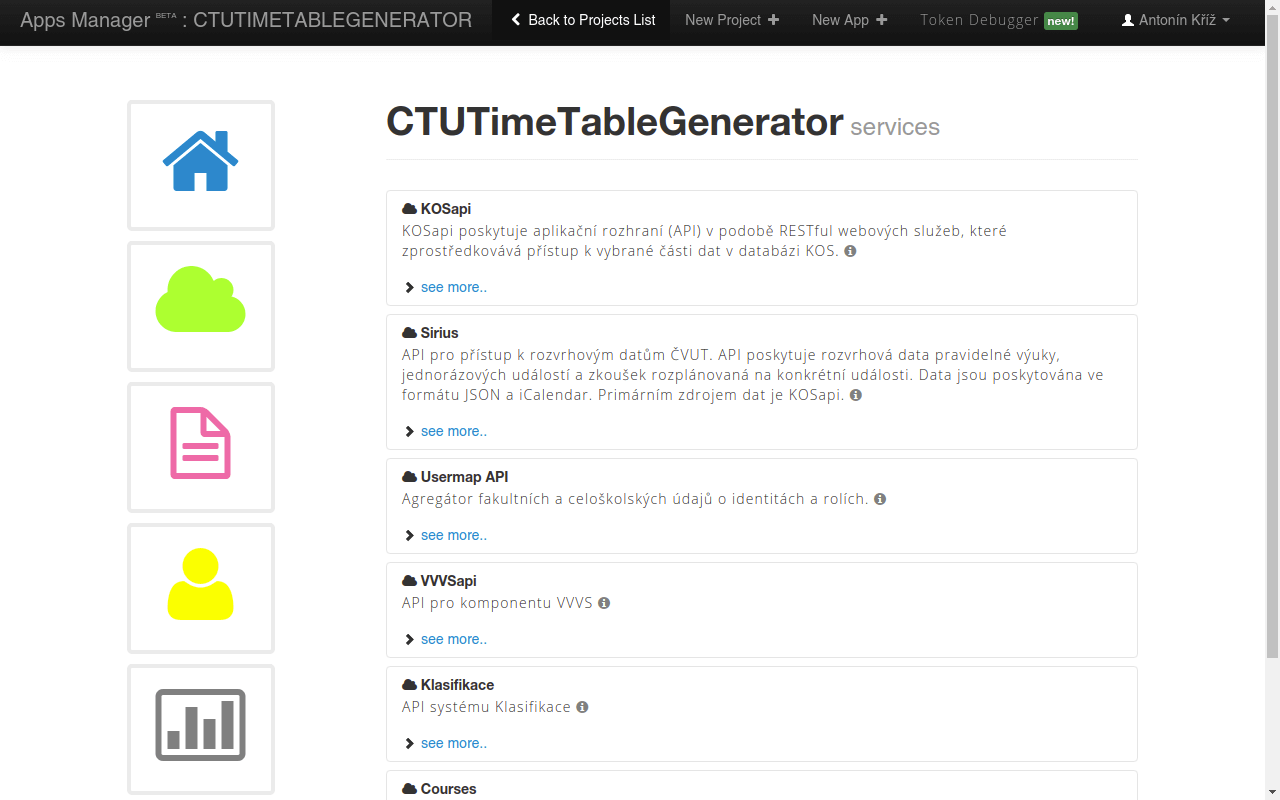 Apps Manager BETA : CTUTIMETABLEGENERATOR
Back to Projects List
New Project
New App
Token Debugger new!
Antonín Kříž
CTUTimeTableGenerator services
KOSapi
KOSapi poskytuje aplikační rozhraní (API) v podobě RESTful webových služeb, které
zprostředkovává přístup k vybrané části dat v databázi KOS.
see more..
Sirius
API pro přístup k rozvrhovým datům ČVUT. API poskytuje rozvrhová data pravidelné výuky,
jednorázových událostí a zkoušek rozplánovaná na konkrétní události. Data jsou poskytována ve
formátu JSON a iCalendar. Primárním zdrojem dat je KOSapi.
see more..
Usermap API
Agregátor fakultních a celoškolských údajů o identitách a rolích.
see more..
VVVSapi
API pro komponentu VVVS
see more..
Klasifikace
API systému Klasifikace
see more..
Courses